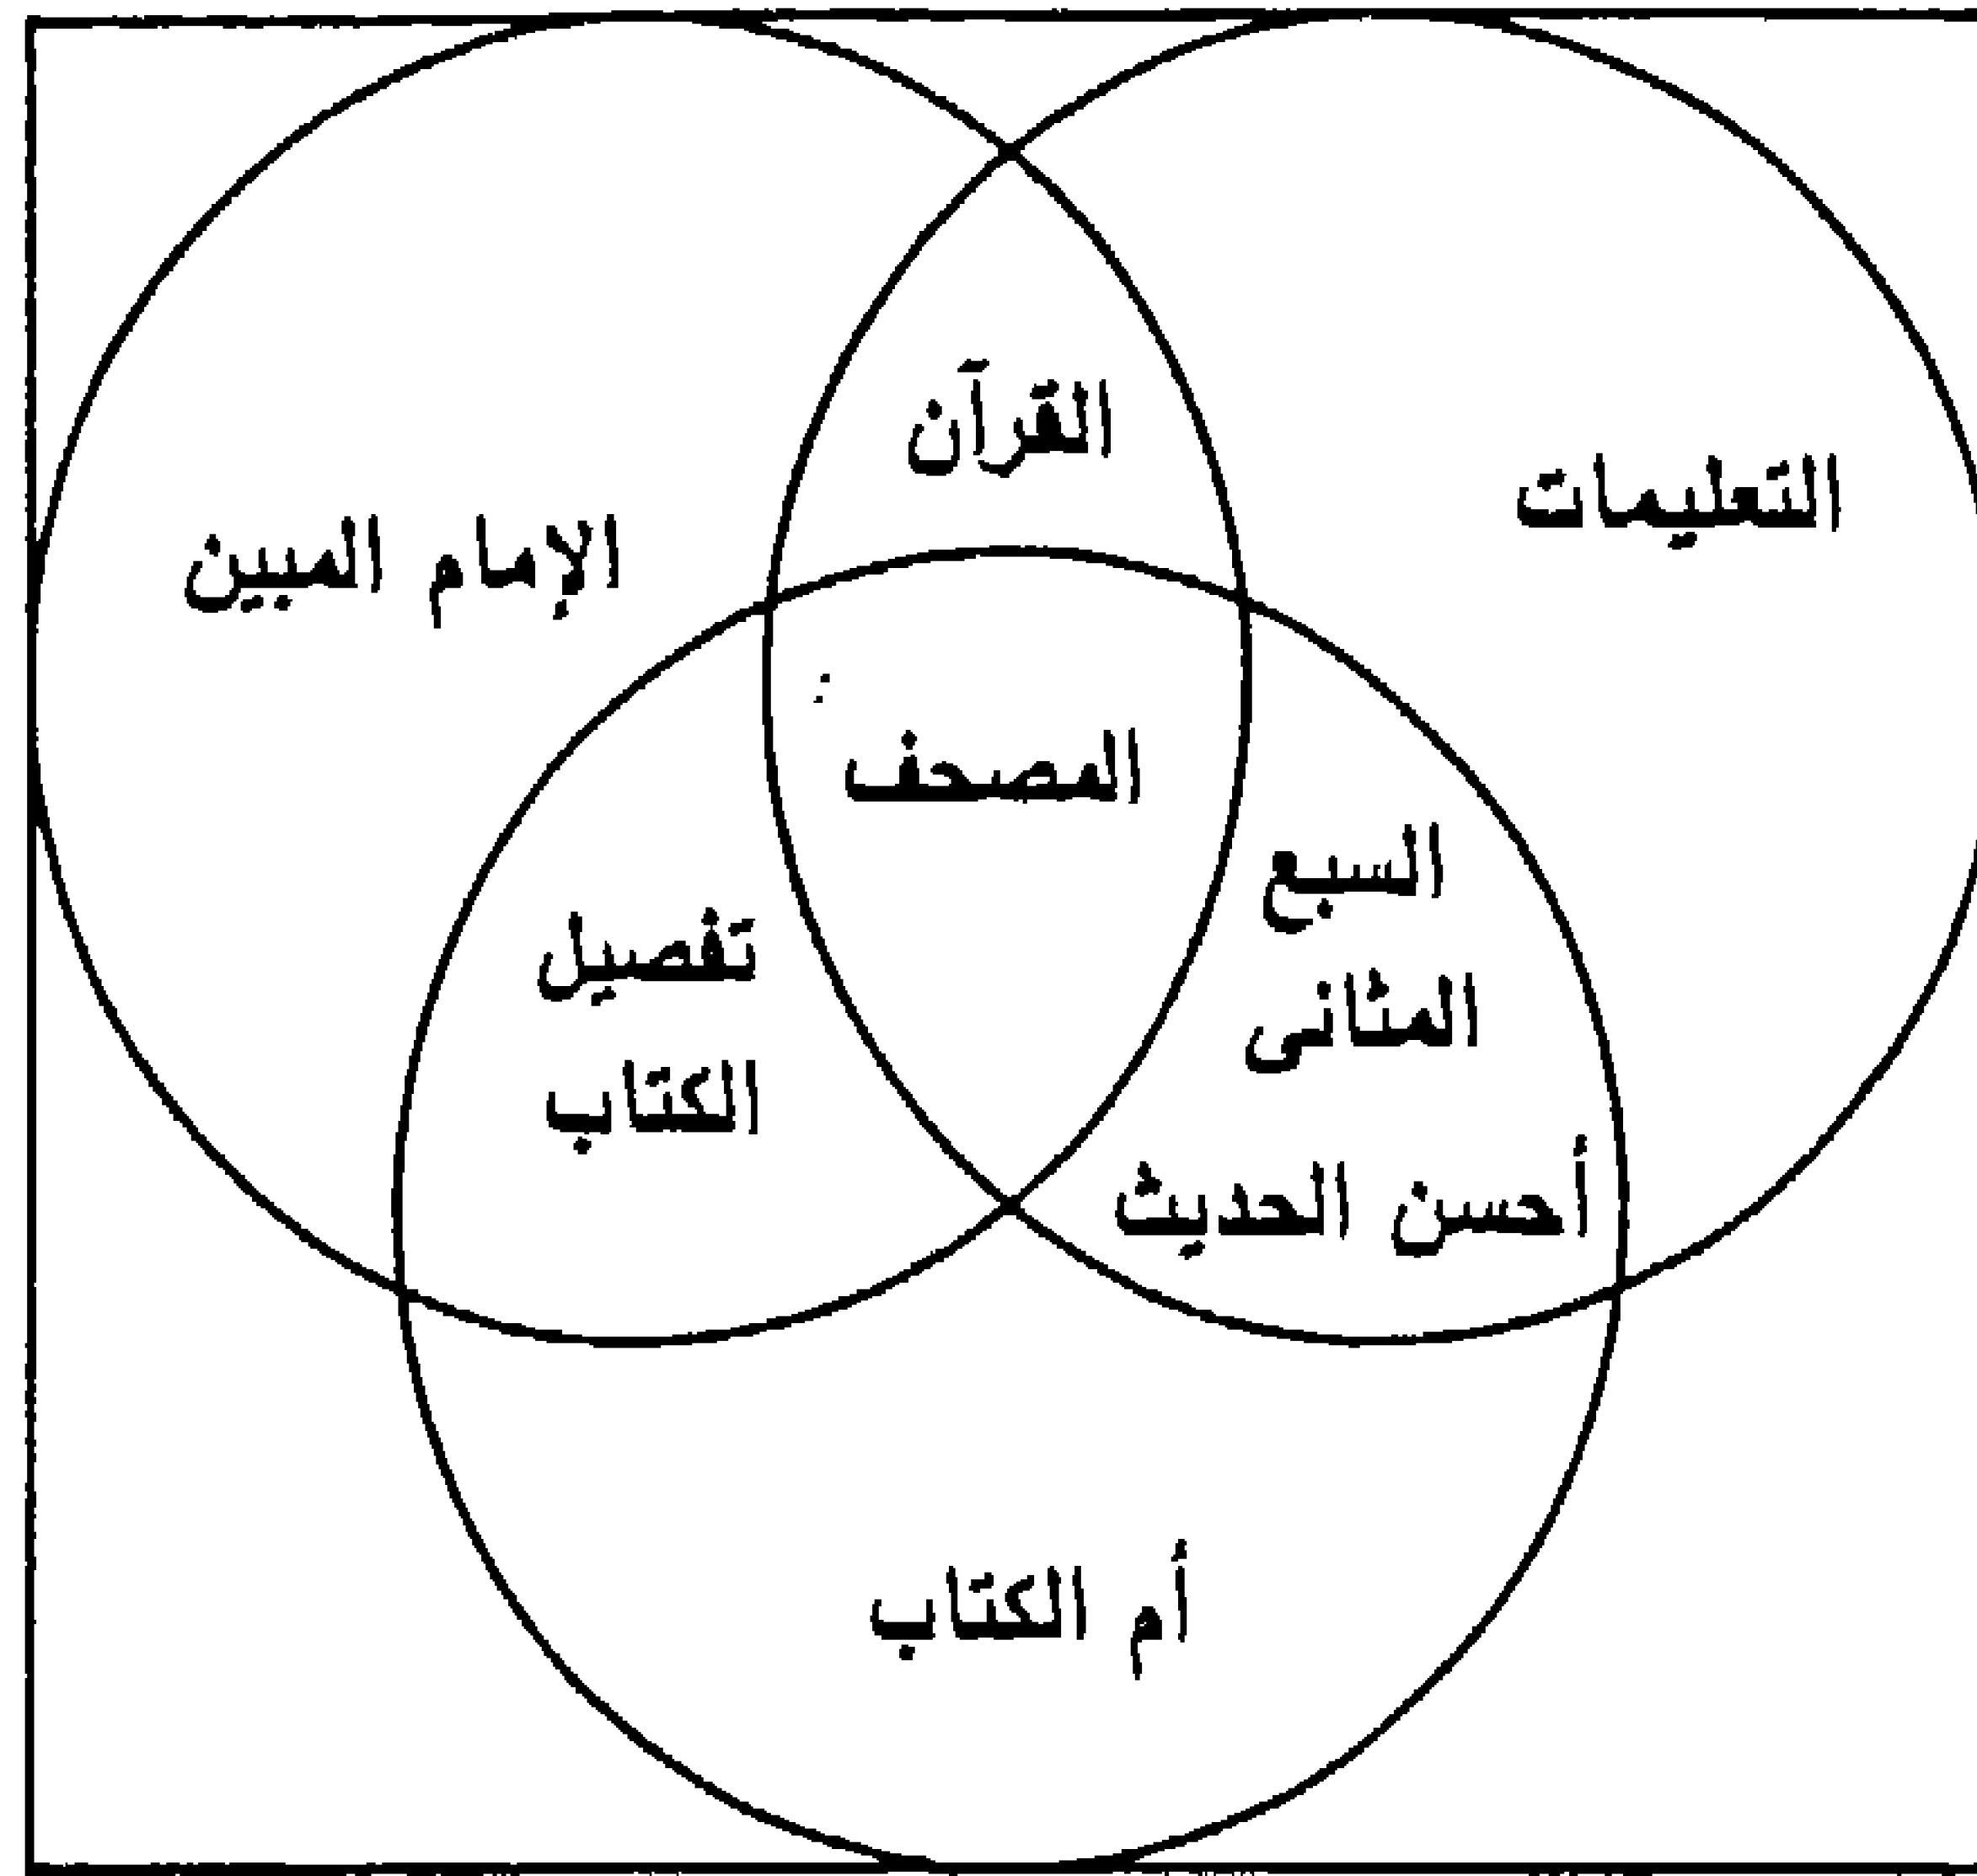 القرآن
التعليمات
الإمام المبين
المصحف
السبع
المثانى
أحسن الحديث
تفصيل
الكتاب
أم الكتاب